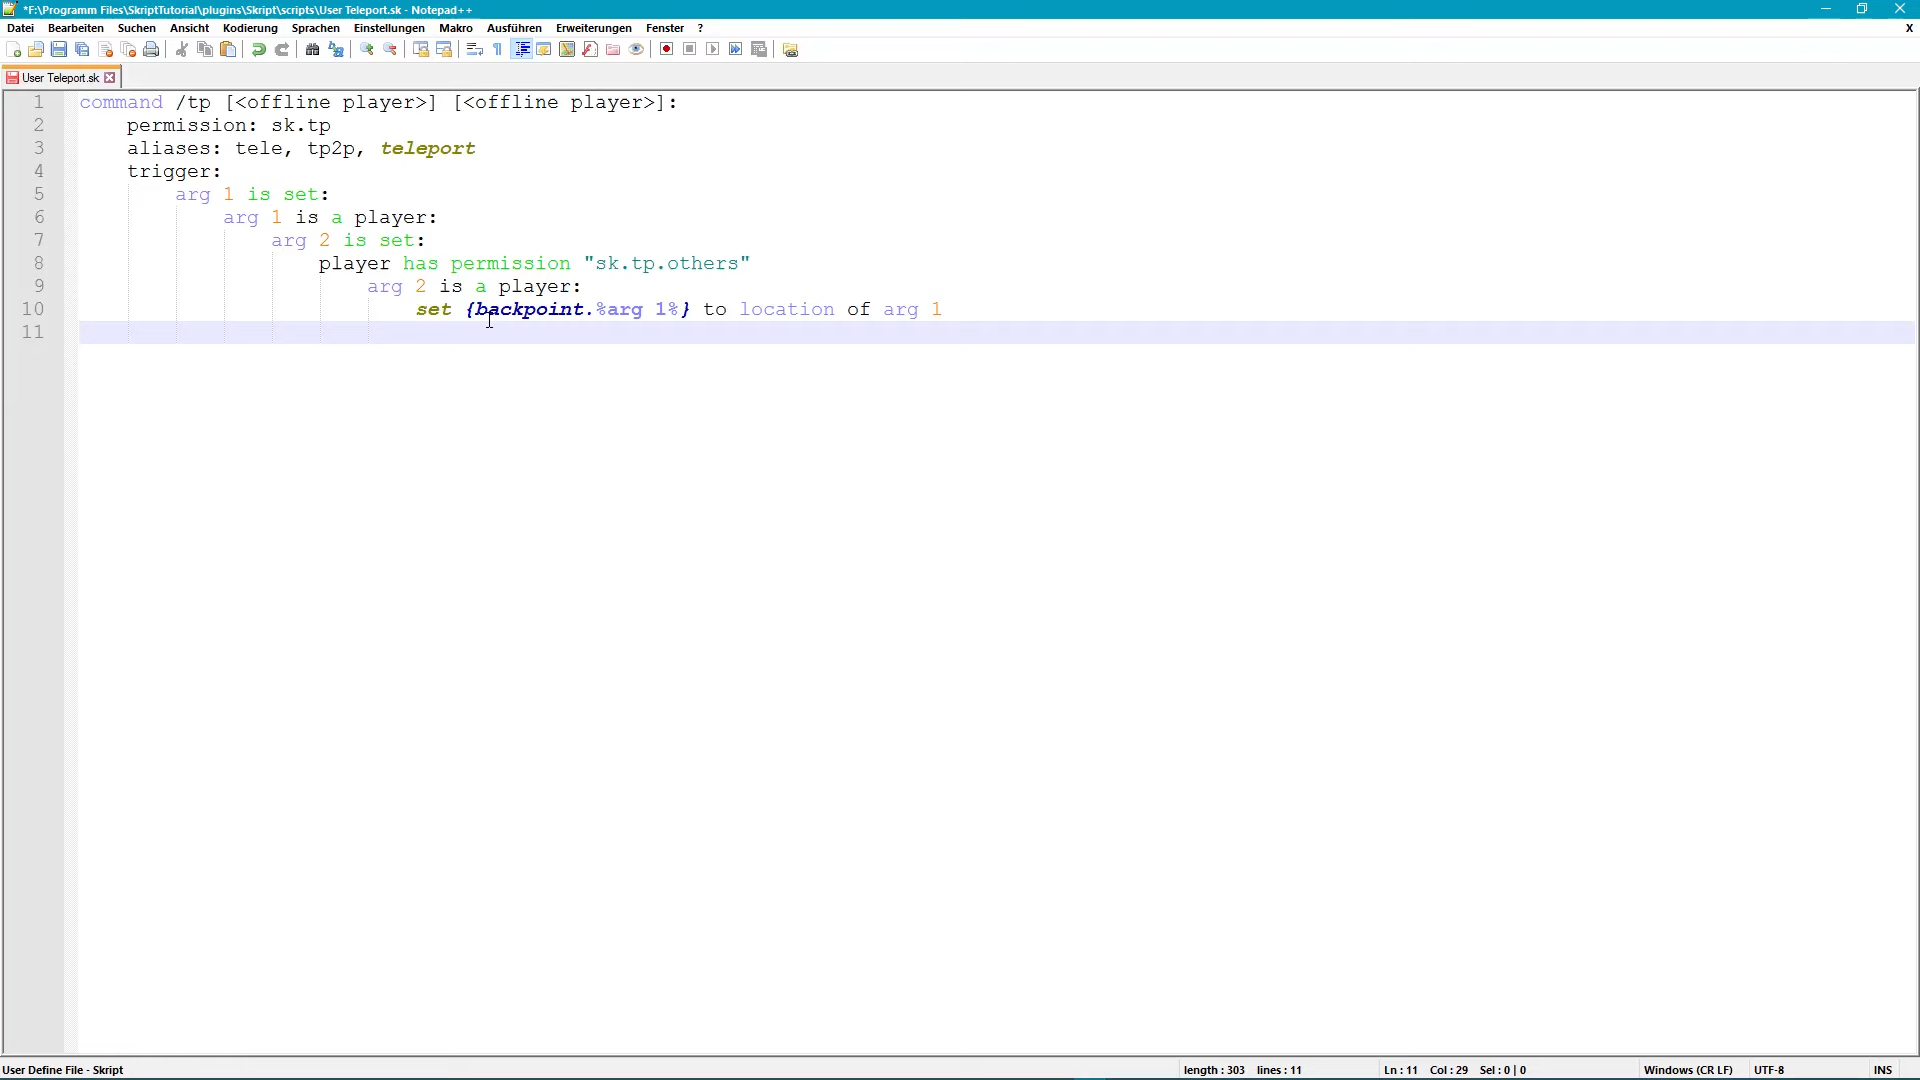 *F:\Programm Files\SkriptTutorial\plugins\Skript\scripts\User Teleport.sk - Notepad++
Datei Bearbeiten Suchen Ansicht Kodierung Sprachen Einstellungen Makro Ausführen Erweiterungen Fenster ? X
User Teleport.sk
1 command /tp [<offline player>] [<offline player>]:
2 permission: sk.tp
3 aliases: tele, tp2p, teleport
4 trigger:
5 arg 1 is set:
6 arg 1 is a player:
7 arg 2 is set:
8 player has permission "sk.tp.others"
9 arg 2 is a player:
10 set {backpoint.%arg 1%} to location of arg 1
11
User Define File - Skript length : 303 lines : 11 Ln : 11 Col : 29 Sel : 0 | 0 Windows (CR LF) UTF-8 INS